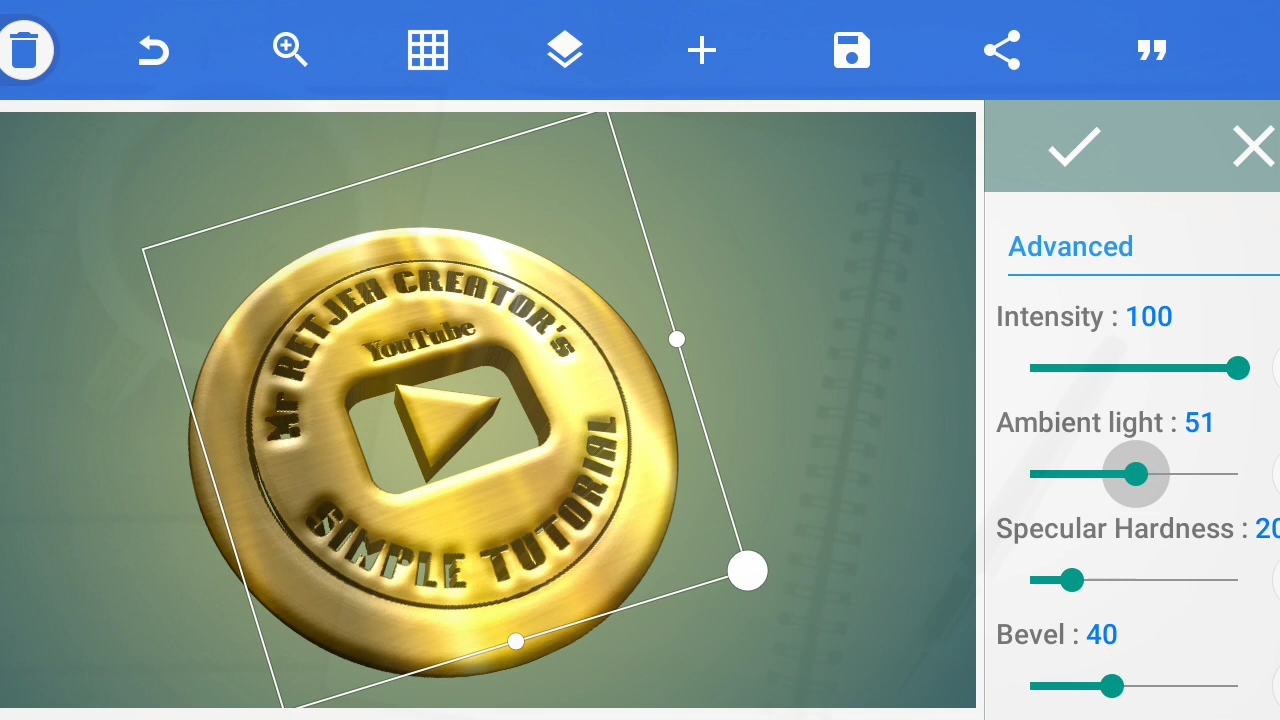 Mr RETJEH CREATOR's
YouTube
SIMPLE TUTORIAL
Advanced
Intensity : 100
Ambient light : 51
Specular Hardness : 20
Bevel : 40